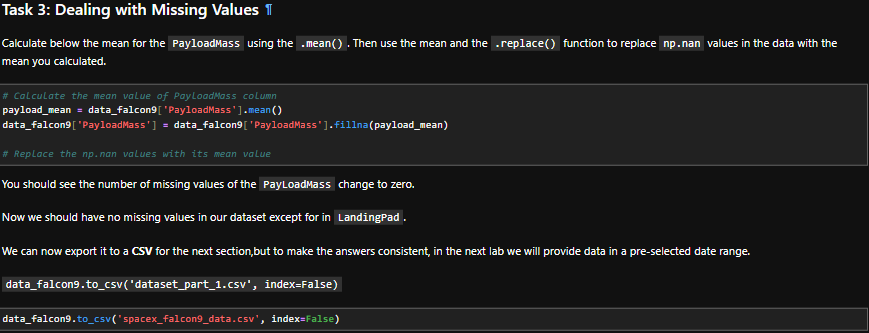 Task 3: Dealing with Missing Values ¶
Calculate below the mean for the PayloadMass using the .mean() . Then use the mean and the .replace() function to replace np.nan values in the data with the
mean you calculated.
# Calculate the mean value of PayloadMass column
payload_mean = data_falcon9['PayloadMass'].mean()
data_falcon9['PayloadMass'] = data_falcon9['PayloadMass'].fillna(payload_mean)
# Replace the np.nan values with its mean value
You should see the number of missing values of the PayLoadMass change to zero.
Now we should have no missing values in our dataset except for in LandingPad .
We can now export it to a CSV for the next section,but to make the answers consistent, in the next lab we will provide data in a pre-selected date range.
data_falcon9.to_csv('dataset_part_1.csv', index=False)
data_falcon9.to_csv('spacex_falcon9_data.csv', index=False)